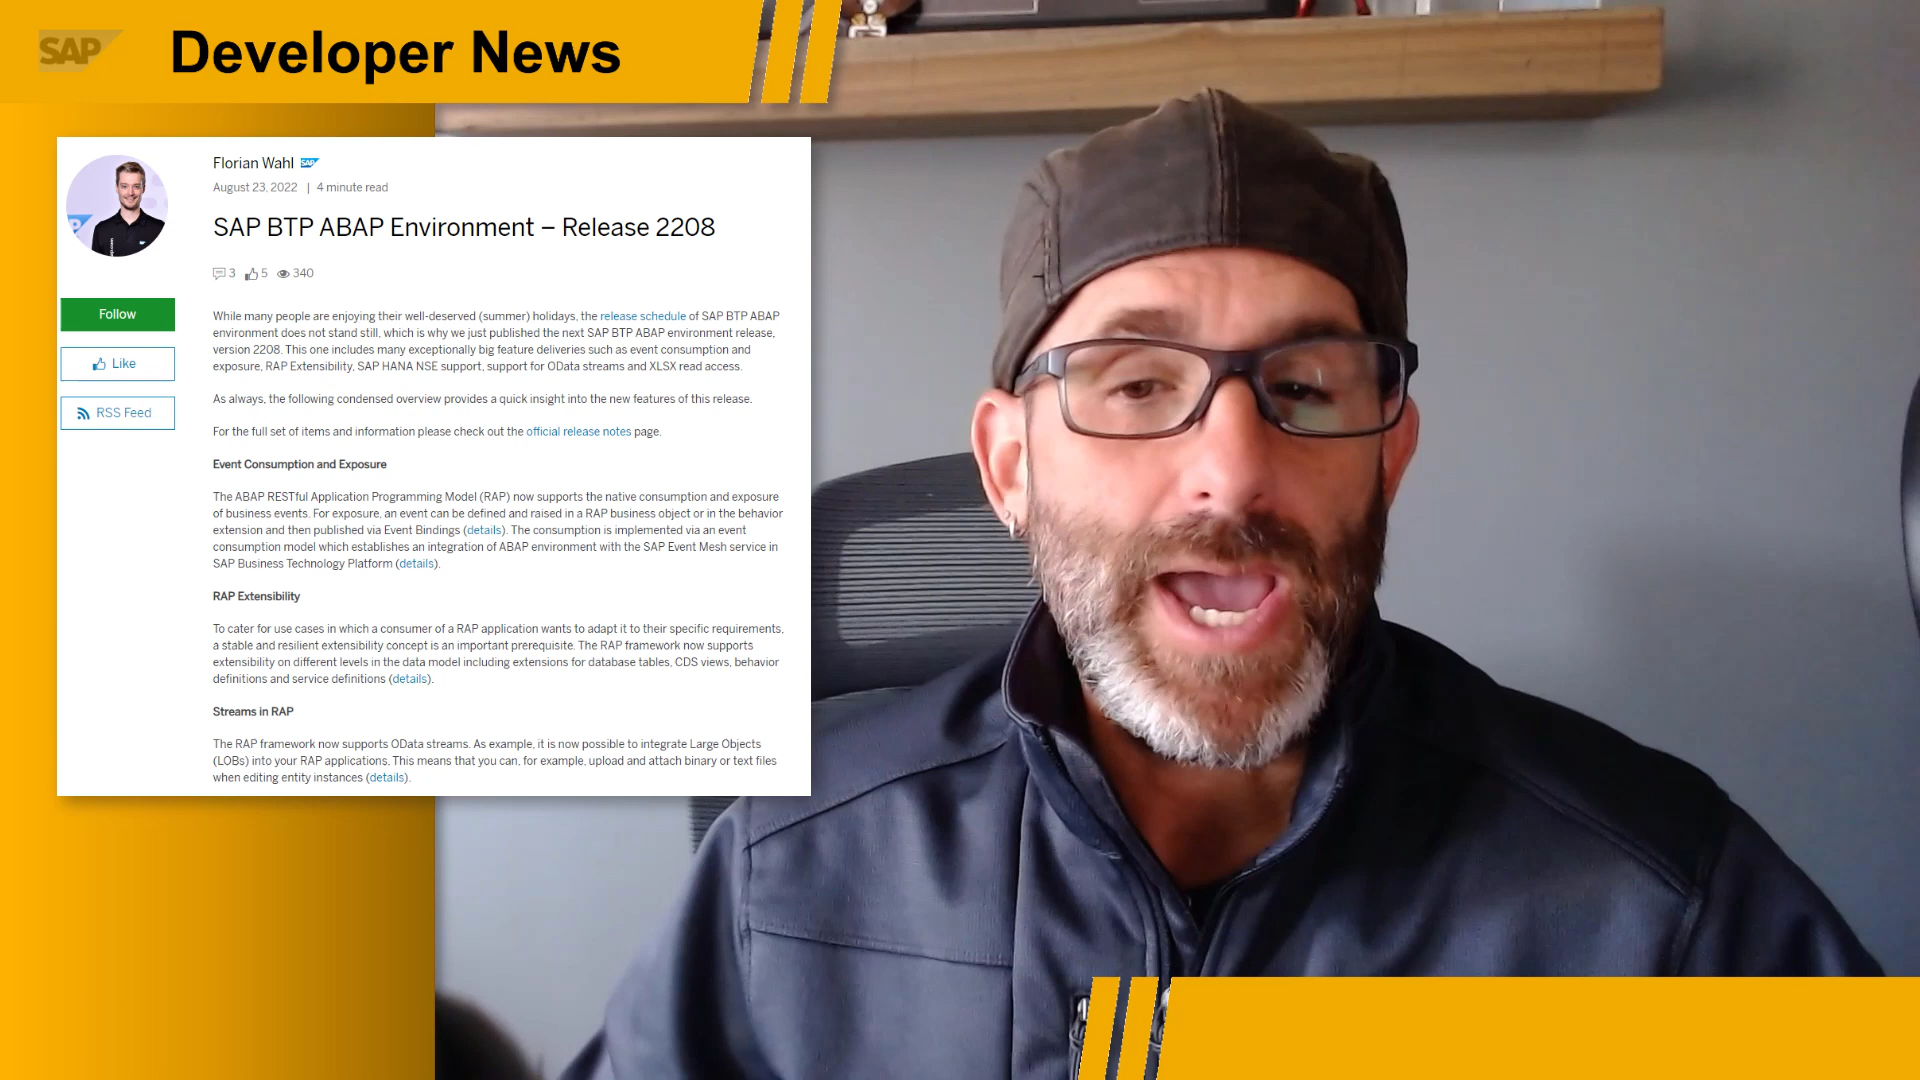 SAP
Developer News
Florian Wahl SAP
August 23, 2022 | 4 minute read
SAP BTP ABAP Environment – Release 2208
3 5 340
Follow
Like
RSS Feed
While many people are enjoying their well-deserved (summer) holidays, the release schedule of SAP BTP ABAP
environment does not stand still, which is why we just published the next SAP BTP ABAP environment release,
version 2208. This one includes many exceptionally big feature deliveries such as event consumption and
exposure, RAP Extensibility, SAP HANA NSE support, support for OData streams and XLSX read access.
As always, the following condensed overview provides a quick insight into the new features of this release.
For the full set of items and information please check out the official release notes page.
Event Consumption and Exposure
The ABAP RESTful Application Programming Model (RAP) now supports the native consumption and exposure
of business events. For exposure, an event can be defined and raised in a RAP business object or in the behavior
extension and then published via Event Bindings (details). The consumption is implemented via an event
consumption model which establishes an integration of ABAP environment with the SAP Event Mesh service in
SAP Business Technology Platform (details).
RAP Extensibility
To cater for use cases in which a consumer of a RAP application wants to adapt it to their specific requirements,
a stable and resilient extensibility concept is an important prerequisite. The RAP framework now supports
extensibility on different levels in the data model including extensions for database tables, CDS views, behavior
definitions and service definitions (details).
Streams in RAP
The RAP framework now supports OData streams. As example, it is now possible to integrate Large Objects
(LOBs) into your RAP applications. This means that you can, for example, upload and attach binary or text files
when editing entity instances (details).